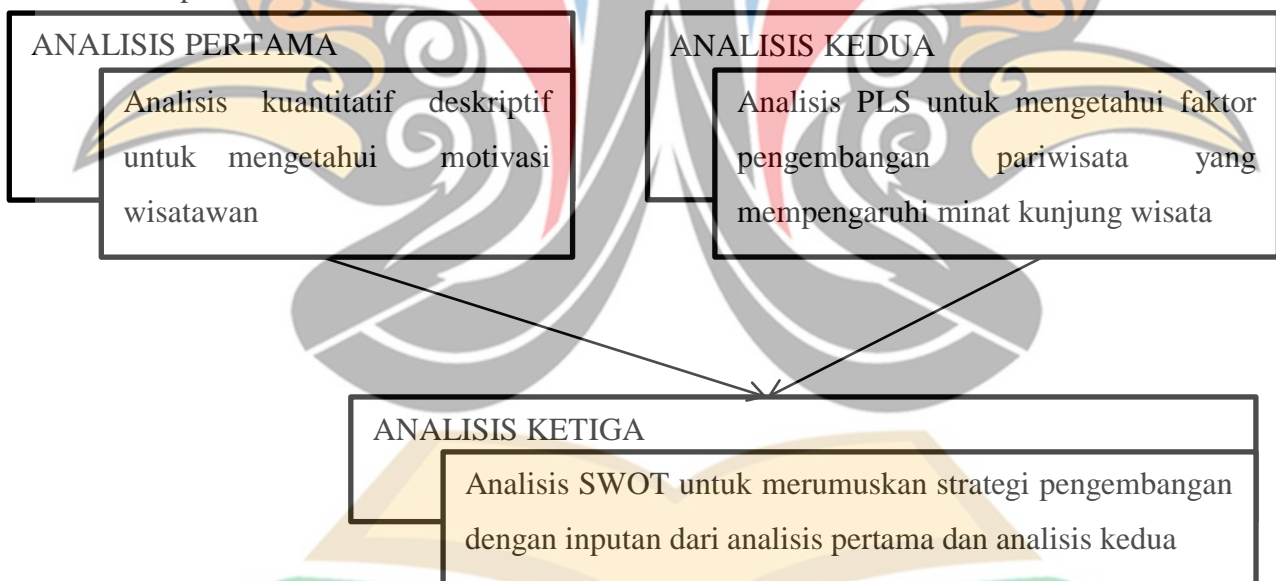 ANALISIS PERTAMA
Analisis kuantitatif deskriptif
untuk mengetahui motivasi
wisatawan
ANALISIS KEDUA
Analisis PLS untuk mengetahui faktor
pengembangan pariwisata yang
mempengaruhi minat kunjung wisata
ANALISIS KETIGA
Analisis SWOT untuk merumuskan strategi pengembangan
dengan inputan dari analisis pertama dan analisis kedua